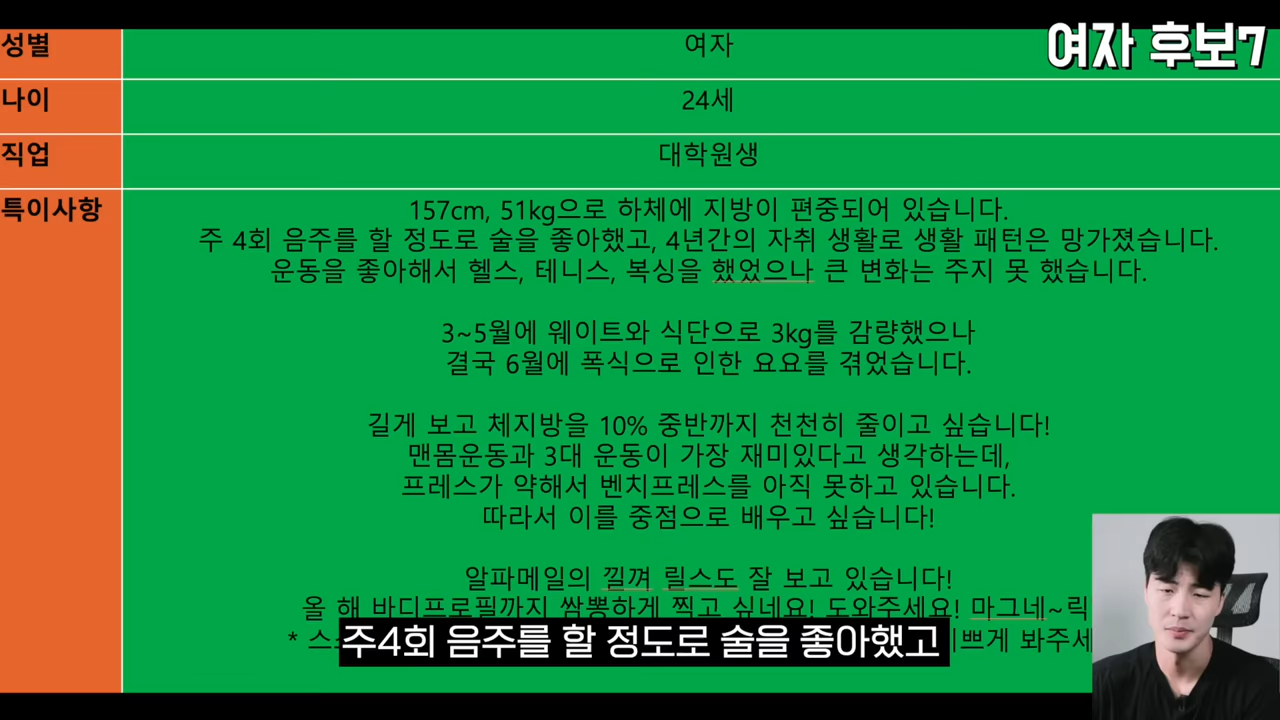 여자 후보7
성별 여자
나이 24세
직업 대학원생
특이사항
157cm, 51kg으로 하체에 지방이 편중되어 있습니다.
주 4회 음주를 할 정도로 술을 좋아했고, 4년간의 자취 생활로 생활 패턴은 망가졌습니다.
운동을 좋아해서 헬스, 테니스, 복싱을 했었으나 큰 변화는 주지 못 했습니다.
3~5월에 웨이트와 식단으로 3kg를 감량했으나
결국 6월에 폭식으로 인한 요요를 겪었습니다.
길게 보고 체지방을 10% 중반까지 천천히 줄이고 싶습니다!
맨몸운동과 3대 운동이 가장 재미있다고 생각하는데,
프레스가 약해서 벤치프레스를 아직 못하고 있습니다.
따라서 이를 중점으로 배우고 싶습니다!
알파메일의 낄껴 릴스도 잘 보고 있습니다!
올 해 바디프로필까지 쌈뽕하게 찍고 싶네요! 도와주세요! 마그네~릭
*
주4회 음주를 할 정도로 술을 좋아했고